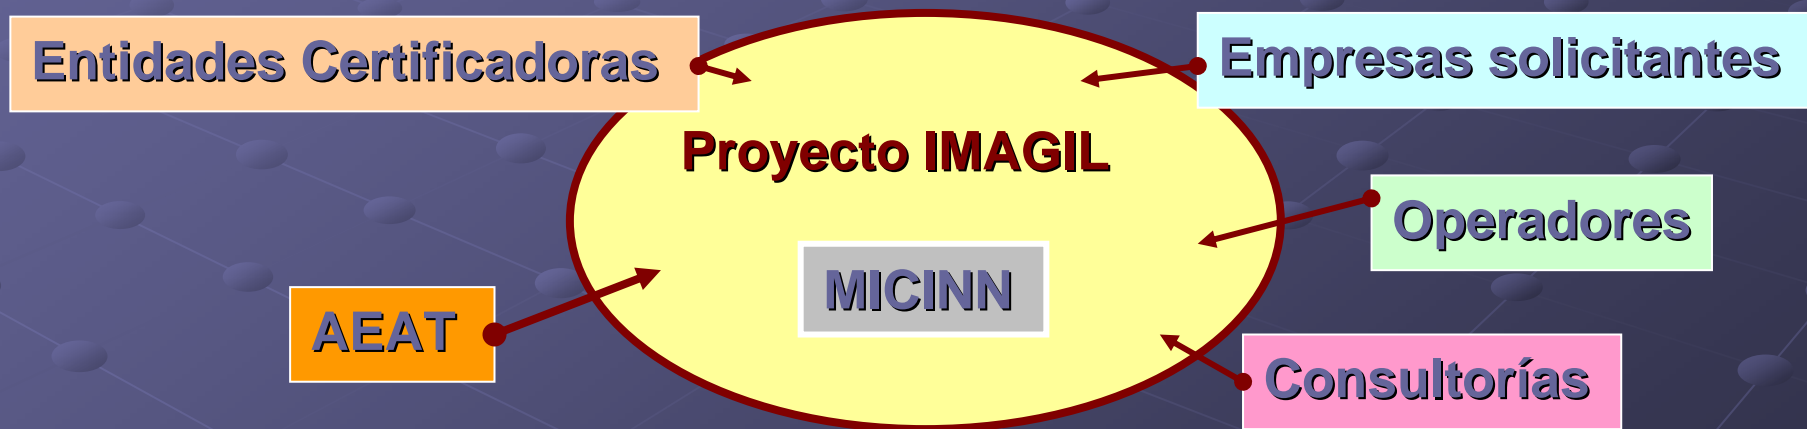 Entidades Certificadoras
Empresas solicitantes
Proyecto IMAGIL
Operadores
MICINN
AEAT
Consultorías